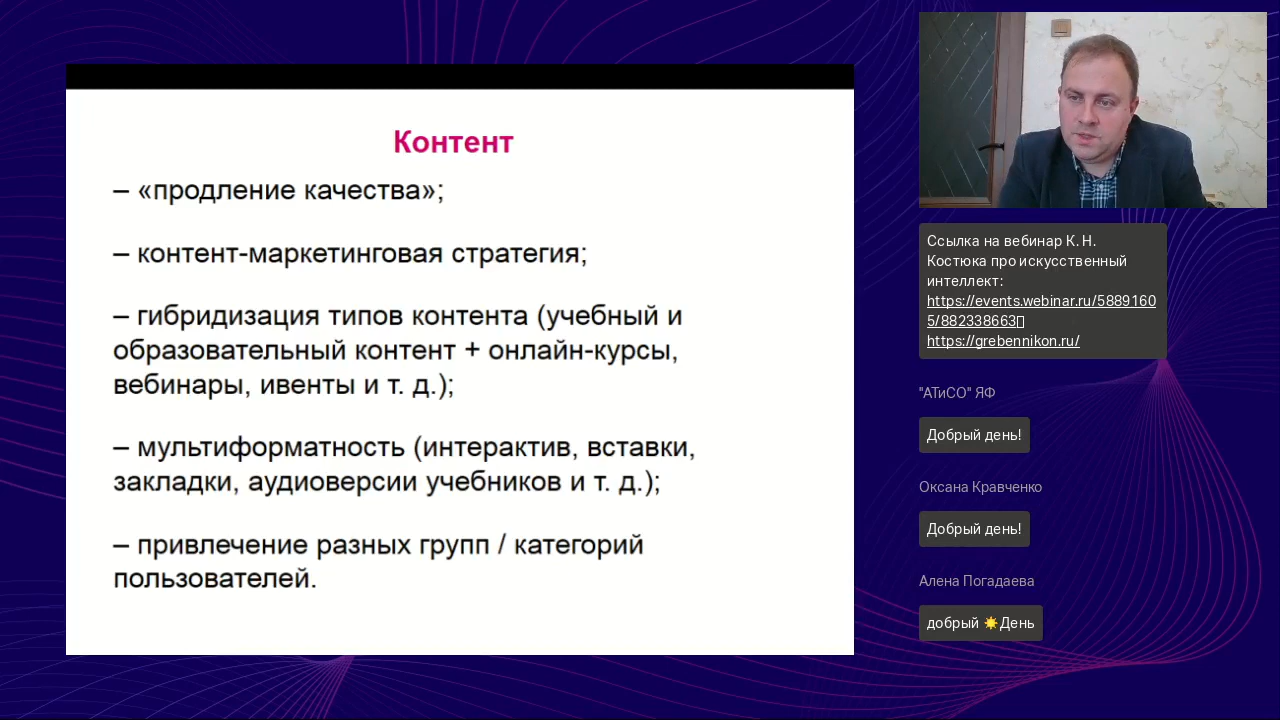 Контент
– «продление качества»;
– контент-маркетинговая стратегия;
– гибридизация типов контента (учебный и
образовательный контент + онлайн-курсы,
вебинары, ивенты и т. д.);
– мультиформатность (интерактив, вставки,
закладки, аудиоверсии учебников и т. д.);
– привлечение разных групп / категорий
пользователей.
Ссылка на вебинар К. Н.
Костюка про искусственный
интеллект:
https://events.webinar.ru/5889160
5/882338663
https://grebennikon.ru/
"АТиСО" ЯФ
Добрый день!
Оксана Кравченко
Добрый день!
Алена Погадаева
добрый ☀️День